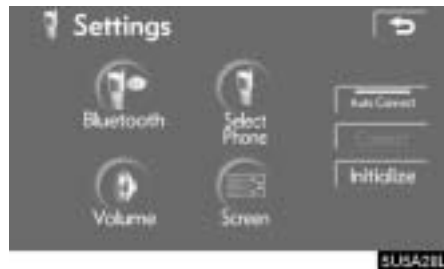 Settings
Bluetooth
Select
Phone
Auto Connect
Initialize
Volume
Screen